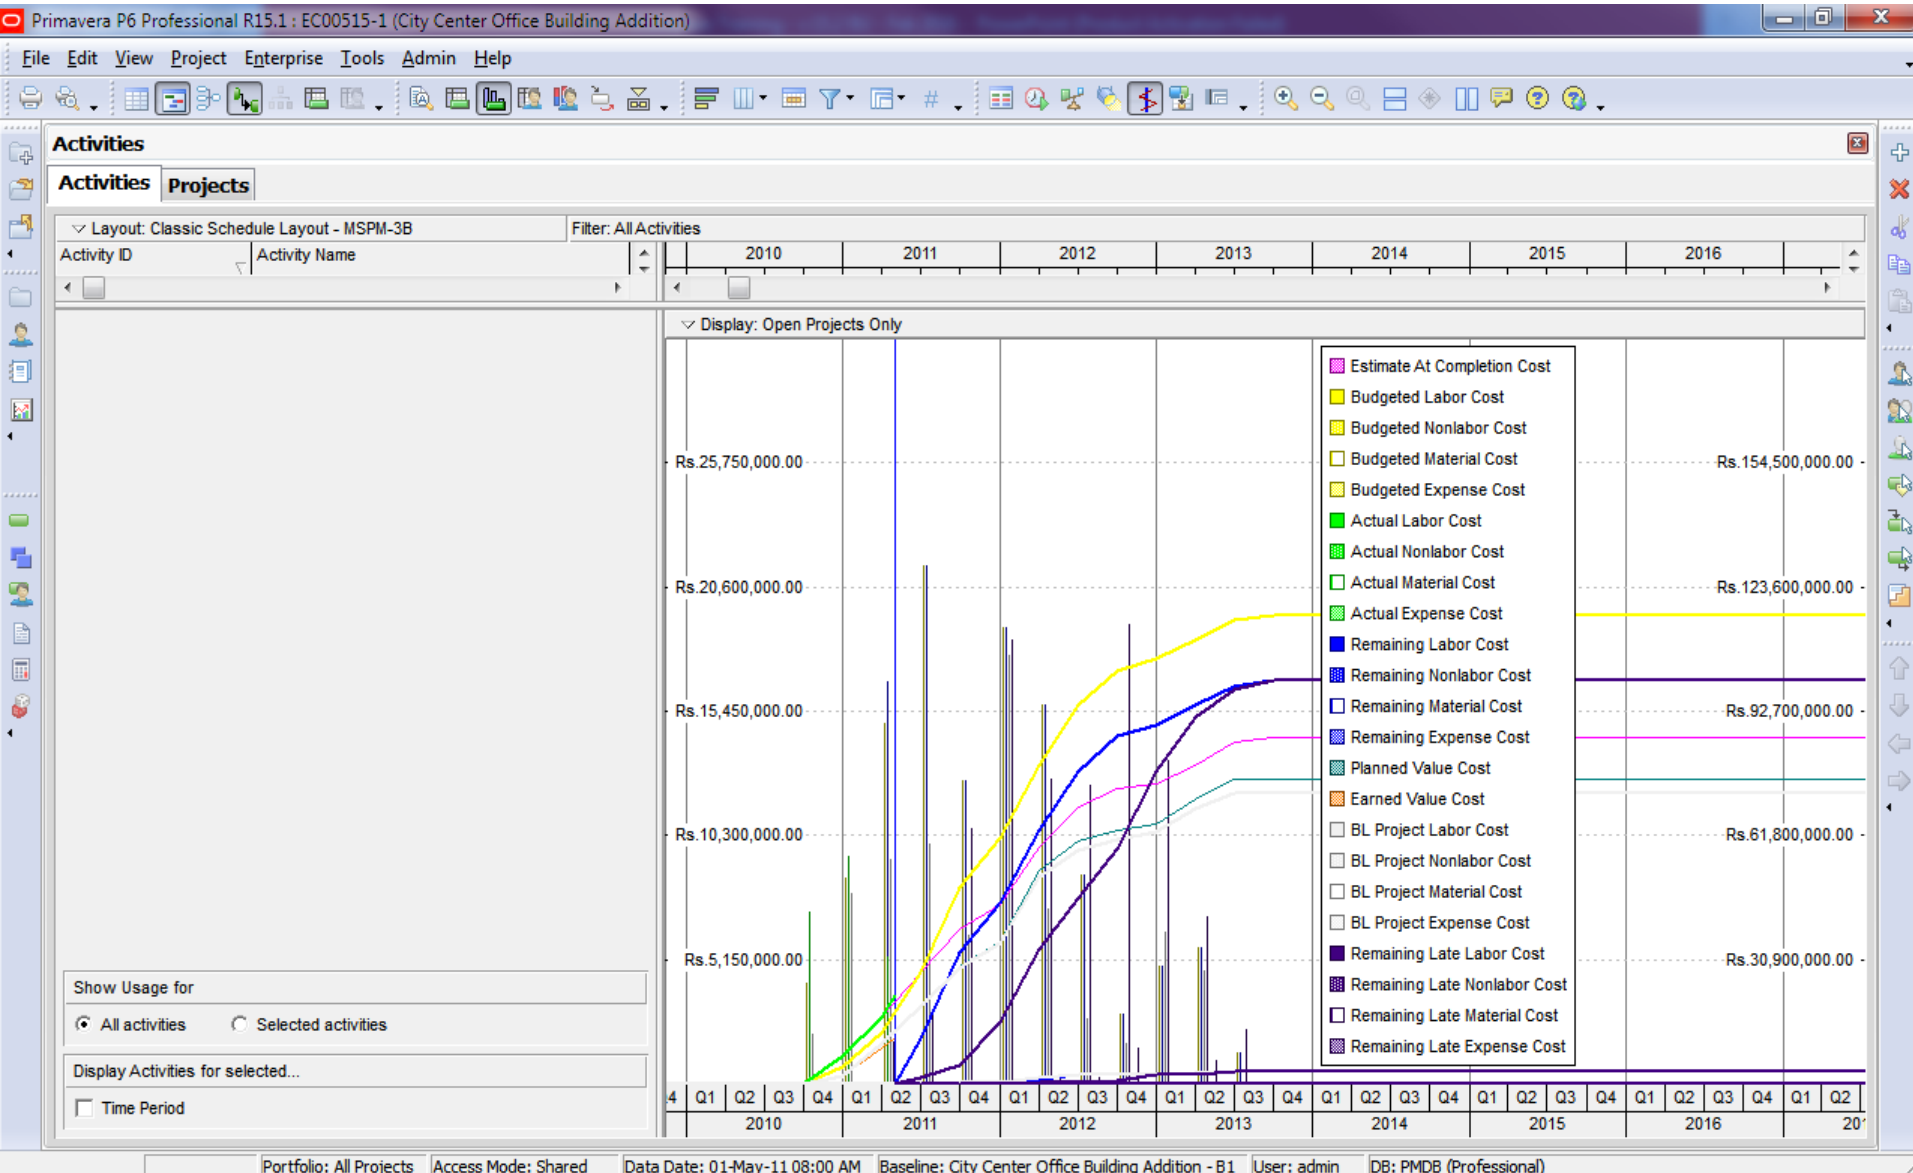 Primavera P6 Professional R15.1 : EC00515-1 (City Center Office Building Addition)
File Edit View Project Enterprise Tools Admin Help
Activities
Activities Projects
Layout: Classic Schedule Layout - MSPM-3B Filter: All Activities
Activity ID Activity Name 2010 2011 2012 2013 2014 2015 2016
Display: Open Projects Only
Estimate At Completion Cost
Budgeted Labor Cost
Budgeted Nonlabor Cost
Budgeted Material Cost
Rs.25,750,000.00 Rs.154,500,000.00
Budgeted Expense Cost
Actual Labor Cost
Actual Nonlabor Cost
Actual Material Cost
Rs.20,600,000.00 Rs.123,600,000.00
Actual Expense Cost
Remaining Labor Cost
Remaining Nonlabor Cost
Remaining Material Cost
Rs.15,450,000.00 Rs.92,700,000.00
Remaining Expense Cost
Planned Value Cost
Earned Value Cost
BL Project Labor Cost
Rs.10,300,000.00 Rs.61,800,000.00
BL Project Nonlabor Cost
BL Project Material Cost
BL Project Expense Cost
Remaining Late Labor Cost
Rs.5,150,000.00 Rs.30,900,000.00
Remaining Late Nonlabor Cost
Remaining Late Material Cost
Remaining Late Expense Cost
Show Usage for
All activities Selected activities
Display Activities for selected...
Time Period
Q1 Q2 Q3 Q4 Q1 Q2 Q3 Q4 Q1 Q2 Q3 Q4 Q1 Q2 Q3 Q4 Q1 Q2 Q3 Q4 Q1 Q2 Q3 Q4 Q1 Q2 Q3 Q4 Q1 Q2
2010 2011 2012 2013 2014 2015 2016
Portfolio: All Projects Access Mode: Shared Data Date: 01-May-11 08:00 AM Baseline: City Center Office Building Addition - B1 User: admin DB: PMDB (Professional)